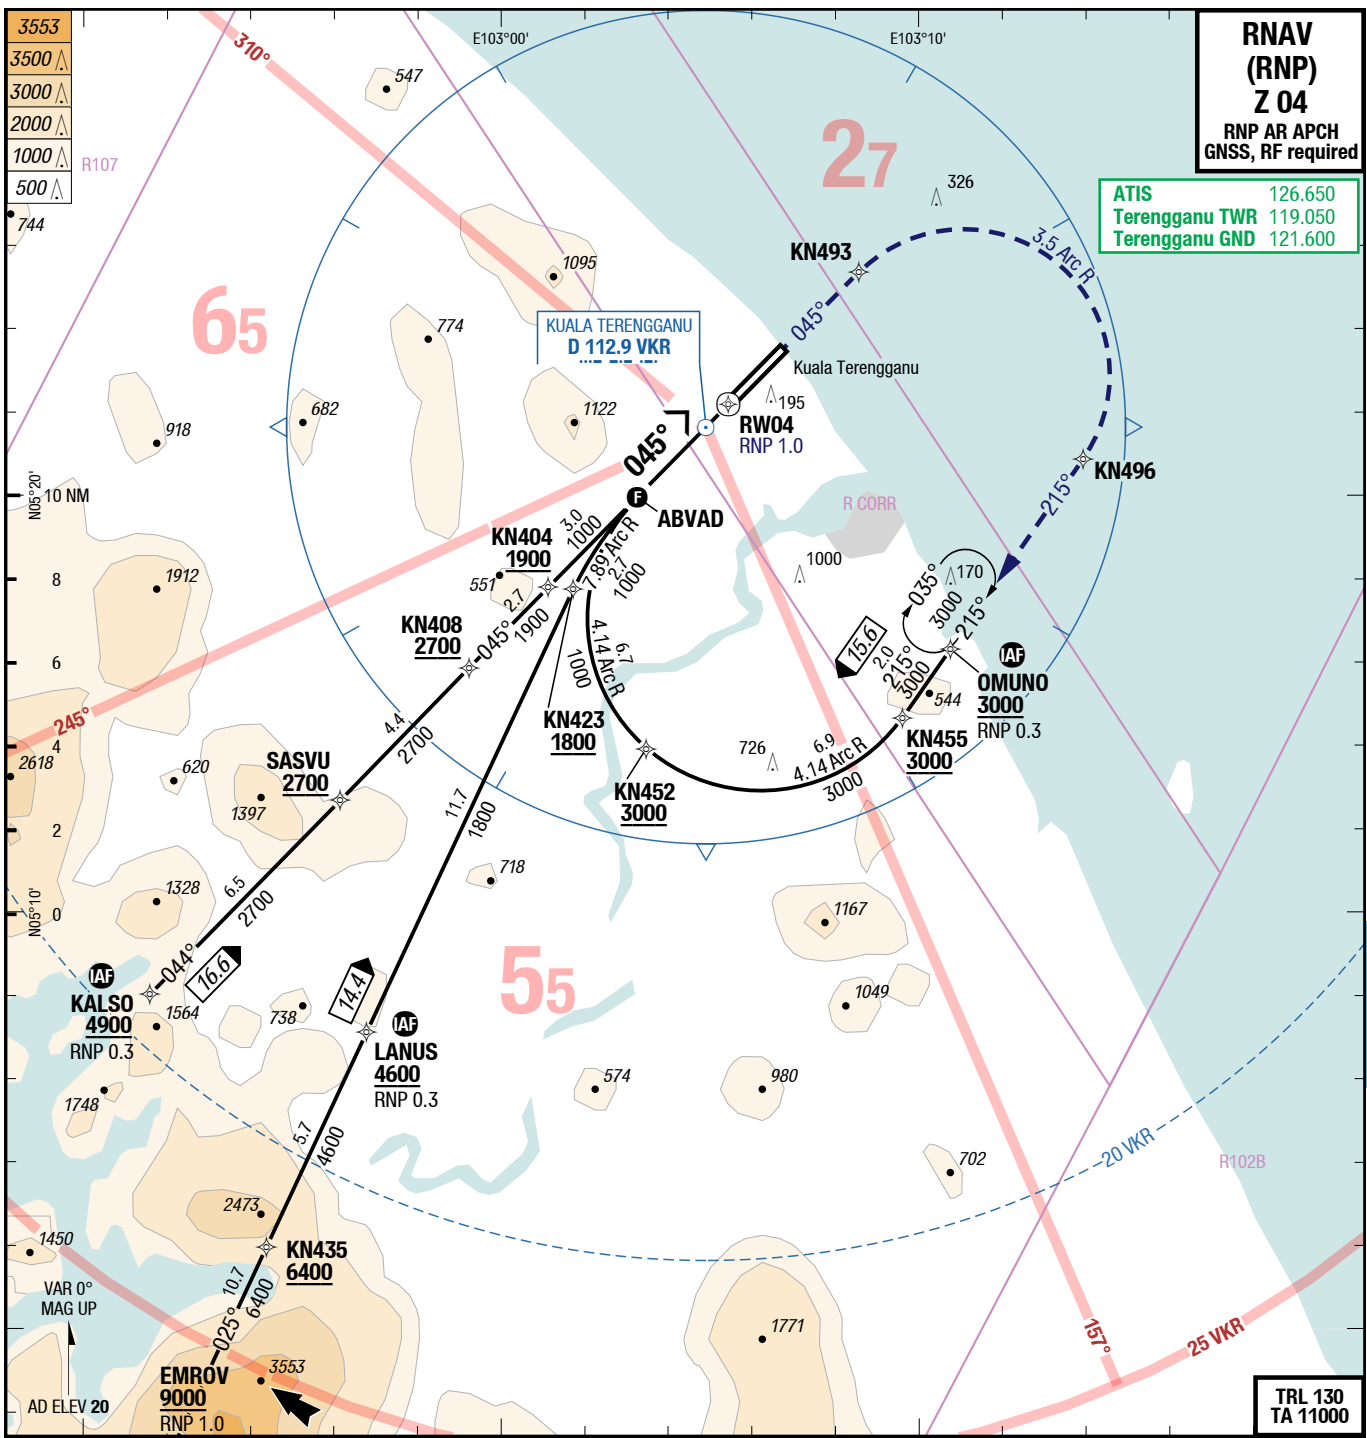 3553
3500
3000
2000
1000
500
744
R107
310°
547
E103°00'
E103°10'
RNAV
(RNP)
Z 04
RNP AR APCH
GNSS, RF required
ATIS 126.650
Terengganu TWR 119.050
Terengganu GND 121.600
27
326
3.5 Arc R
KN493
045°
1095
65
774
KUALA TERENGGANU
D 112.9 VKR
Kuala Terengganu
195
RW04
RNP 1.0
682
918
1122
045°
KN496
215°
N05°20'
10 NM
F
ABVAD
R CORR
3.0
1000
KN404
1900
7.89 Arc R
2.7
1000
1912
8
551
1000
170
035°
3000
215°
2.7
1900
KN408
2700
045°
6.7
4.14 Arc R
1000
15.6
2.0
215°
3000
IAF
OMUNO
3000
RNP 0.3
544
6
245°
4.4
2700
KN423
1800
KN455
3000
4
2618
620
SASVU
2700
1397
726
6.9
4.14 Arc R
3000
KN452
3000
11.7
1800
2
718
1328
6.5
2700
N05°10'
0
1167
044°
16.6
14.4
55
IAF
KALSO
4900
RNP 0.3
1564
738
1049
IAF
LANUS
4600
RNP 0.3
574
980
1748
5.7
4600
20 VKR
702
R102B
2473
1450
KN435
6400
VAR 0°
MAG UP
10.7
6400
025°
1771
157°
25 VKR
EMROV
9000
RNP 1.0
3553
AD ELEV 20
TRL 130
TA 11000